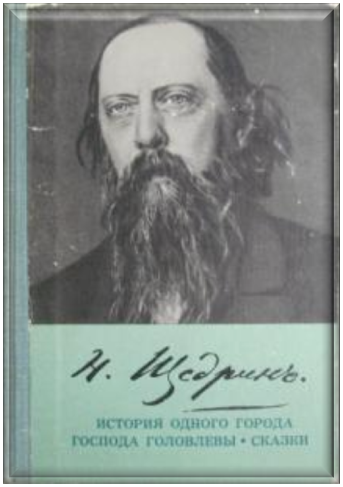 Н. Щедринъ.
ИСТОРИЯ ОДНОГО ГОРОДА
ГОСПОДА ГОЛОВЛЕВЫ • СКАЗКИ